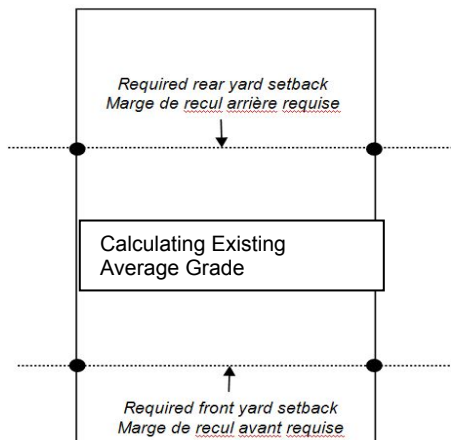 Required rear yard setback
Marge de recul arrière requise
Calculating Existing
Average Grade
Required front yard setback
Marge de recul avant requise